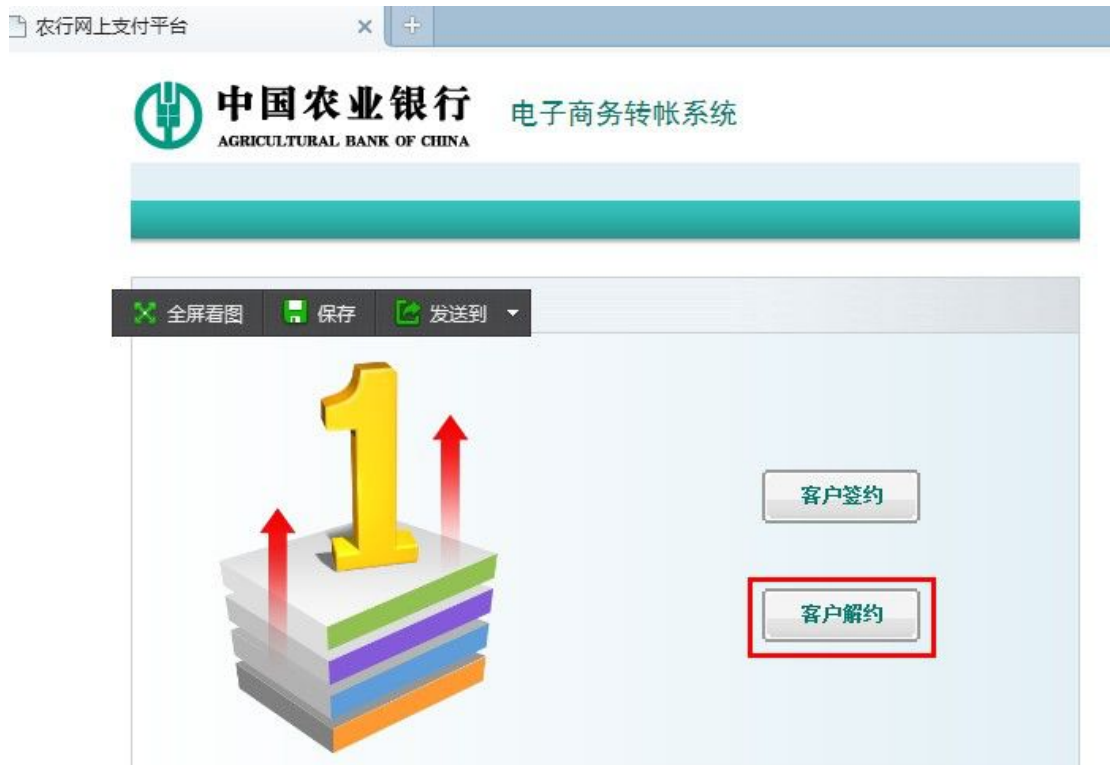 农行网上支付平台
中国农业银行
AGRICULTURAL BANK OF CHINA
电子商务转帐系统
全屏看图 保存 发送到
1
客户签约
客户解约